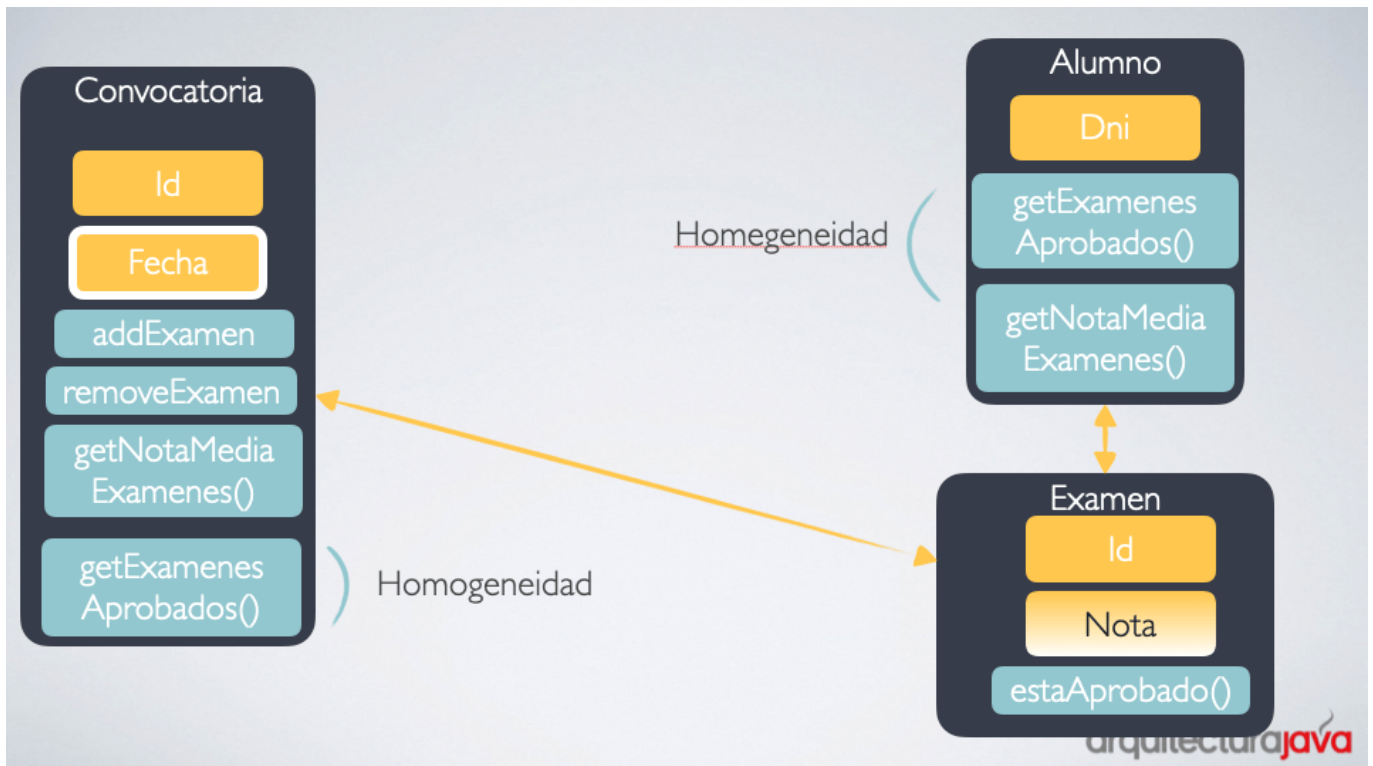 Convocatoria
Id
Fecha
addExamen
removeExamen
getNotaMedia
Examenes()
getExamenes
Aprobados()
Homogeneidad
Homegeneidad
Alumno
Dni
getExamenes
Aprobados()
getNotaMedia
Examenes()
Examen
Id
Nota
estaAprobado()
arquitecturajava